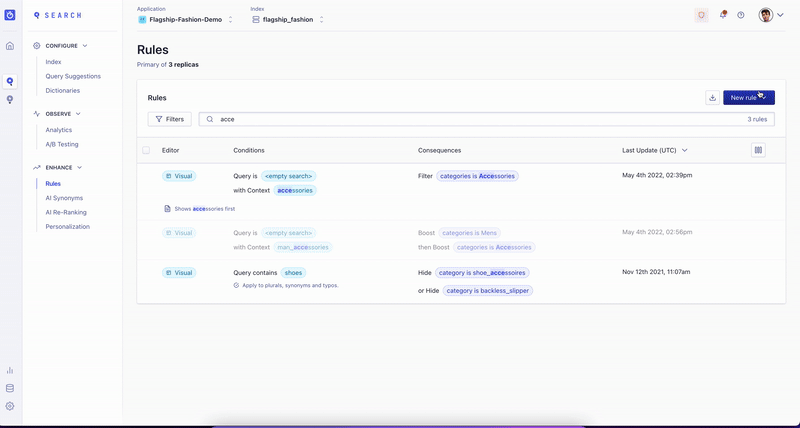 Application
Flagship-Fashion-Demo
Index
flagship_fashion
SEARCH
CONFIGURE
Index
Query Suggestions
Dictionaries
OBSERVE
Analytics
A/B Testing
ENHANCE
Rules
AI Synonyms
AI Re-Ranking
Personalization
Rules
Primary of 3 replicas
Rules
New rule
Filters
acce
3 rules
Editor Conditions Consequences Last Update (UTC)
Visual Query is <empty search> Filter categories is Accessories May 4th 2022, 02:39pm
with Context accessories
Shows accessories first
Visual Query is <empty search> Boost categories is Mens May 4th 2022, 02:56pm
with Context man_accessories then Boost categories is Accessories
Visual Query contains shoes Hide category is shoe_accessoires Nov 12th 2021, 11:07am
Apply to plurals, synonyms and typos. or Hide category is backless_slipper